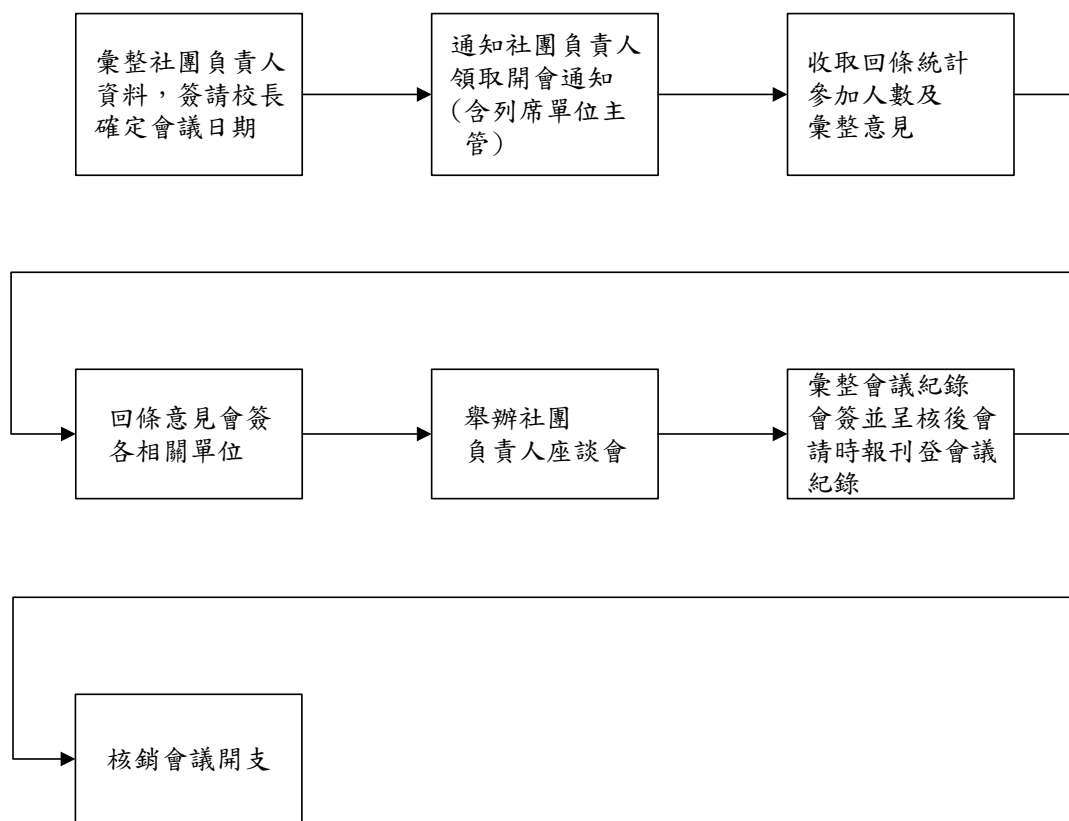 彙整社團負責人
資料，簽請校長
確定會議日期
通知社團負責人
領取開會通知
(含列席單位主
管)
收取回條統計
參加人數及
彙整意見
回條意見會簽
各相關單位
舉辦社團
負責人座談會
彙整會議紀錄
會簽並呈核後會
請時報刊登會議
紀錄
核銷會議開支